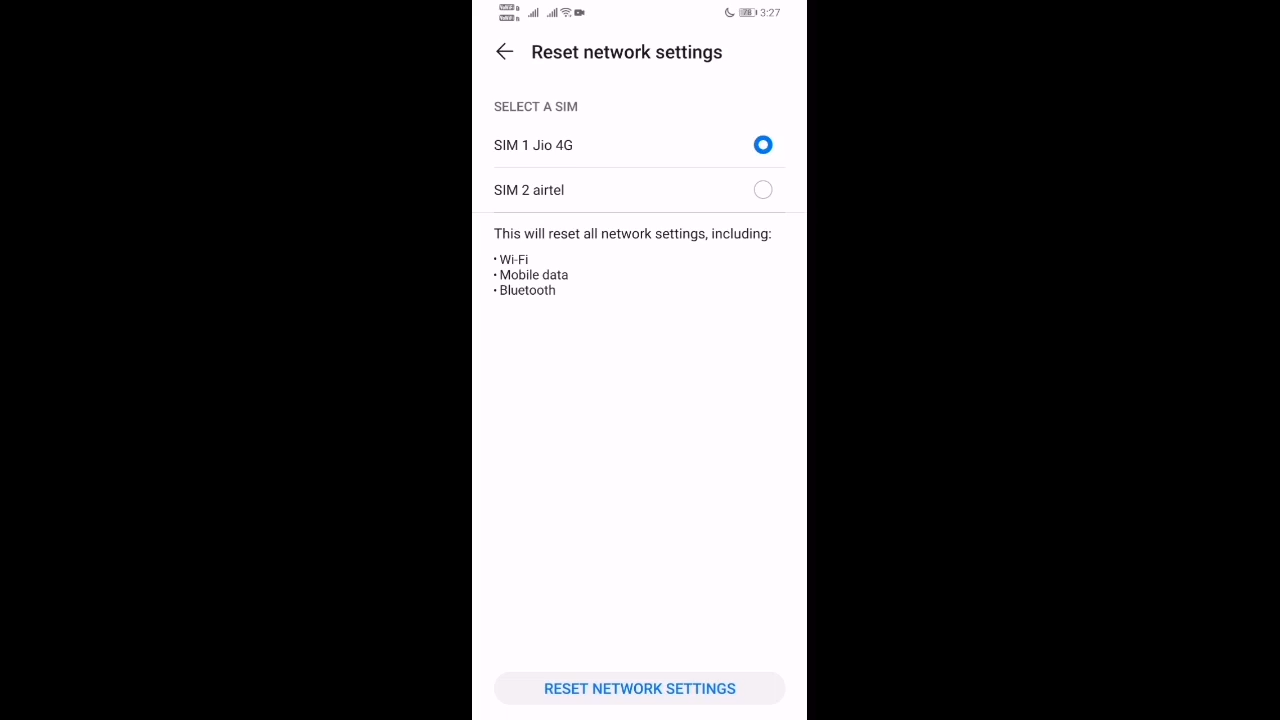 78 3:27
Reset network settings
SELECT A SIM
SIM 1 Jio 4G
SIM 2 airtel
This will reset all network settings, including:
• Wi-Fi
• Mobile data
• Bluetooth
RESET NETWORK SETTINGS